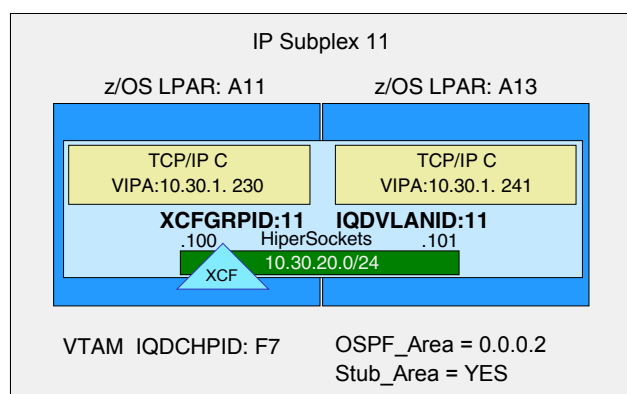 IP Subplex 11
z/OS LPAR: A11 z/OS LPAR: A13
TCP/IP C TCP/IP C
VIPA:10.30.1. 230 VIPA:10.30.1. 241
XCFGRPID:11 IQDVLANID:11
.100 HiperSockets .101
10.30.20.0/24
XCF
VTAM IQDCHPID: F7 OSPF_Area = 0.0.0.2
Stub_Area = YES